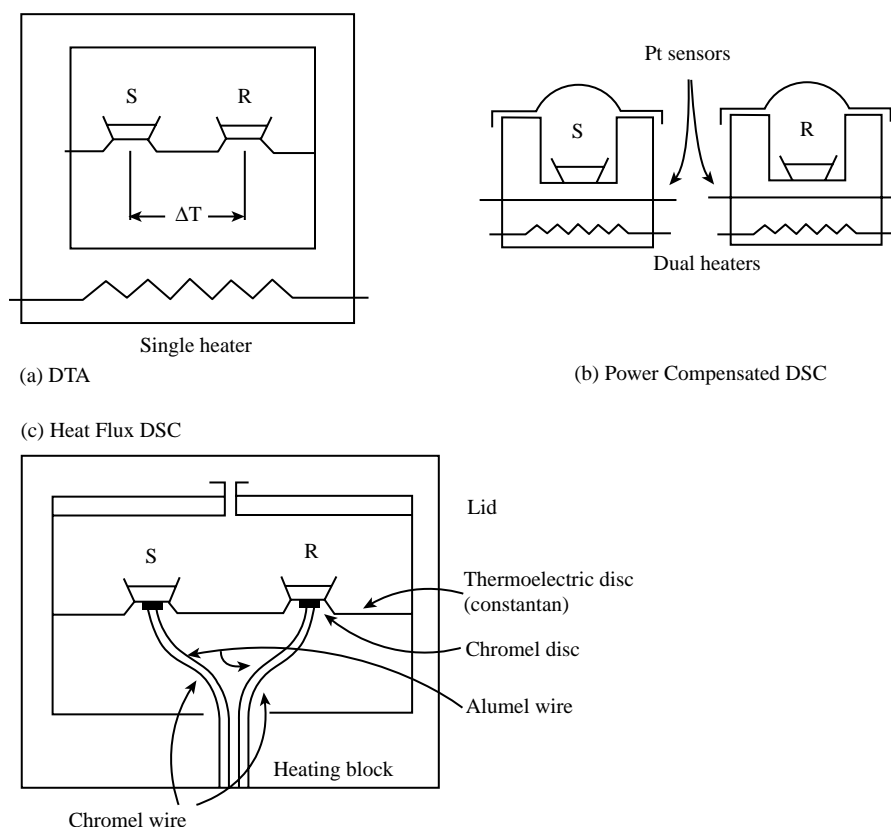 S
R
ΔT
Single heater
(a) DTA
Pt sensors
S
R
Dual heaters
(b) Power Compensated DSC
(c) Heat Flux DSC
Lid
S
R
Thermoelectric disc
(constantan)
Chromel disc
Alumel wire
Heating block
Chromel wire